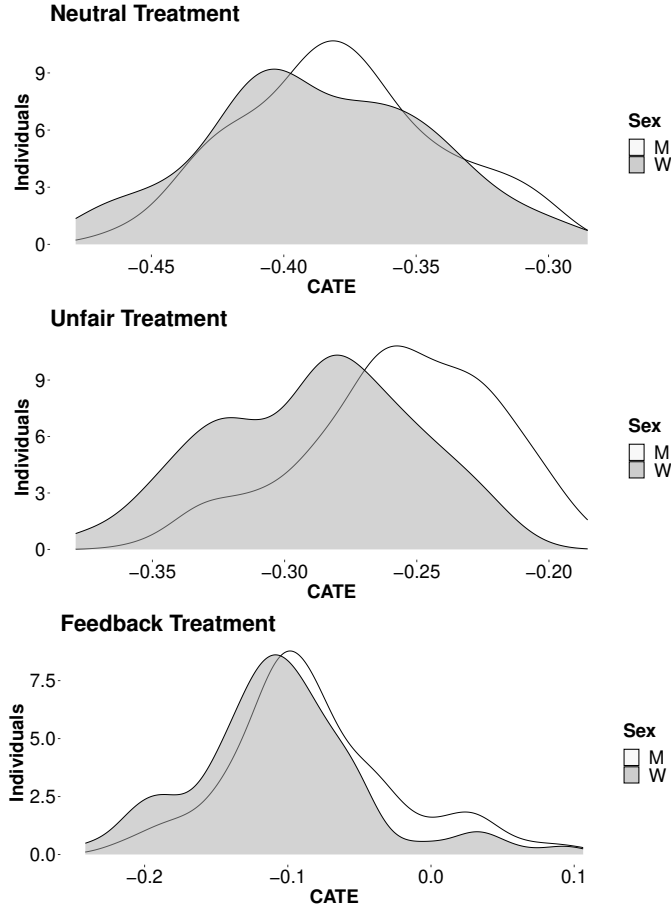 Neutral Treatment
Individuals
9
6
3
0
−0.45 −0.40 −0.35 −0.30
CATE
Sex
M
W
Unfair Treatment
Individuals
9
6
3
0
−0.35 −0.30 −0.25 −0.20
CATE
Sex
M
W
Feedback Treatment
Individuals
7.5
5.0
2.5
0.0
−0.2 −0.1 0.0 0.1
CATE
Sex
M
W